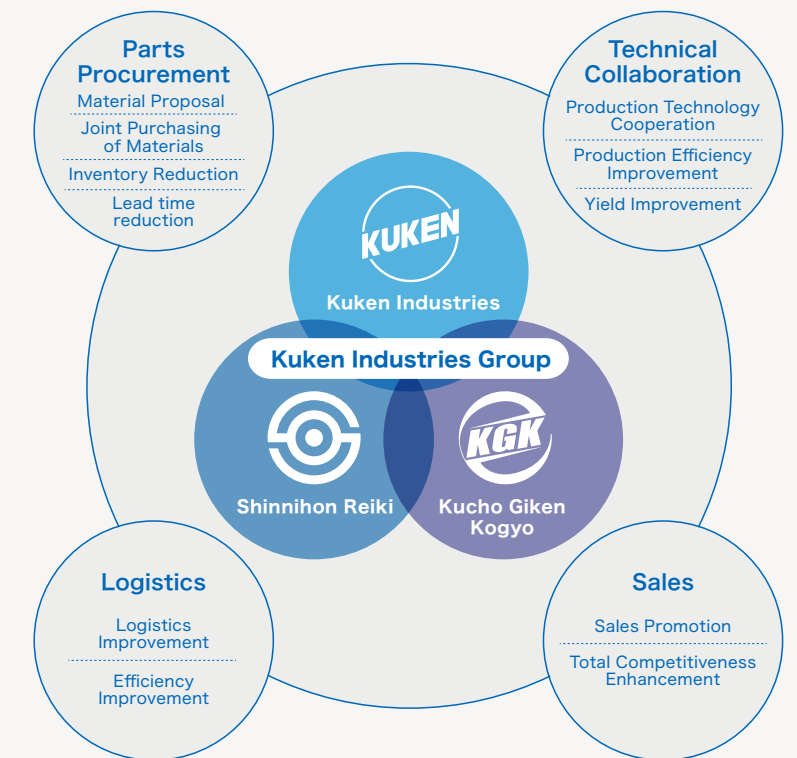 Parts
Procurement
Material Proposal
Joint Purchasing
of Materials
Inventory Reduction
Lead time
reduction
Technical
Collaboration
Production Technology
Cooperation
Production Efficiency
Improvement
Yield Improvement
KUKEN
Kuken Industries
Kuken Industries Group
Shinnihon Reiki
KGK
Kucho Giken
Kogyo
Logistics
Logistics
Improvement
Efficiency
Improvement
Sales
Sales Promotion
Total Competitiveness
Enhancement